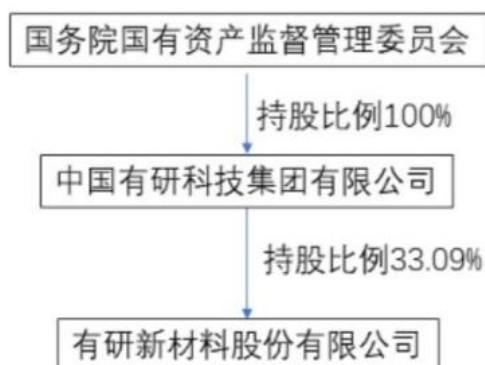 国务院国有资产监督管理委员会
持股比例100%
中国有研科技集团有限公司
持股比例33.09%
有研新材料股份有限公司